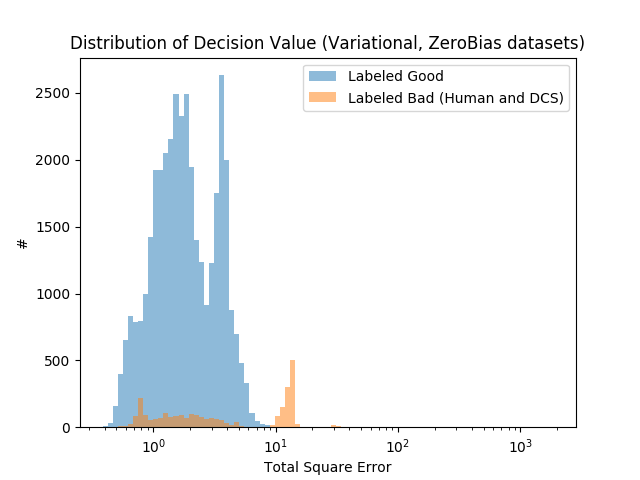 Distribution of Decision Value (Variational, ZeroBias datasets)
Labeled Good
Labeled Bad (Human and DCS)
#
2500
2000
1500
1000
500
0
10⁰ 10¹ 10² 10³
Total Square Error